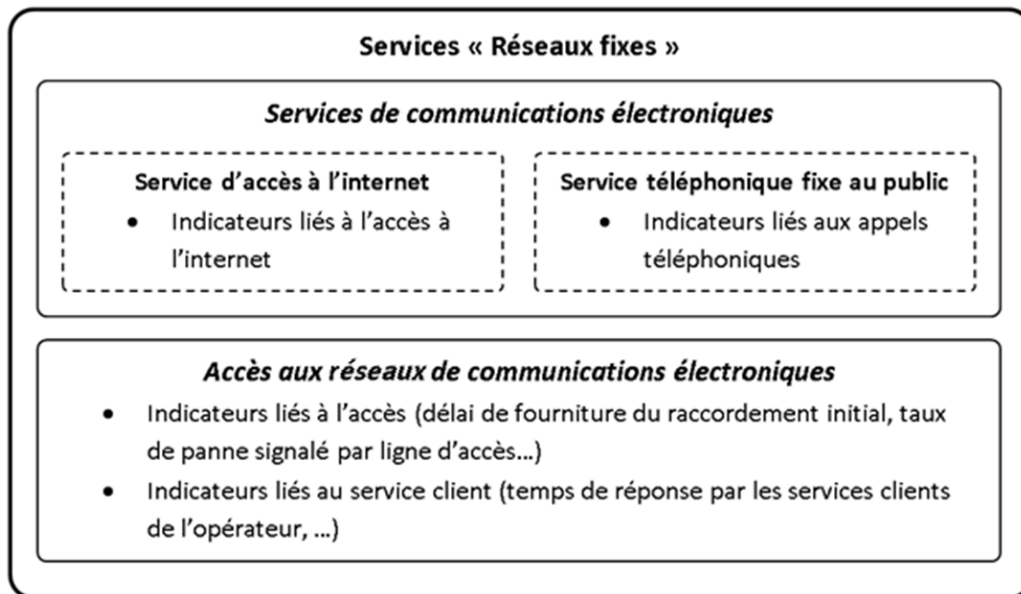 Services « Réseaux fixes »
Services de communications électroniques
Service d'accès à l'internet
• Indicateurs liés à l'accès à
l'internet
Service téléphonique fixe au public
• Indicateurs liés aux appels
téléphoniques
Accès aux réseaux de communications électroniques
• Indicateurs liés à l'accès (délai de fourniture du raccordement initial, taux
de panne signalé par ligne d'accès...)
• Indicateurs liés au service client (temps de réponse par les services clients
de l'opérateur, ...)